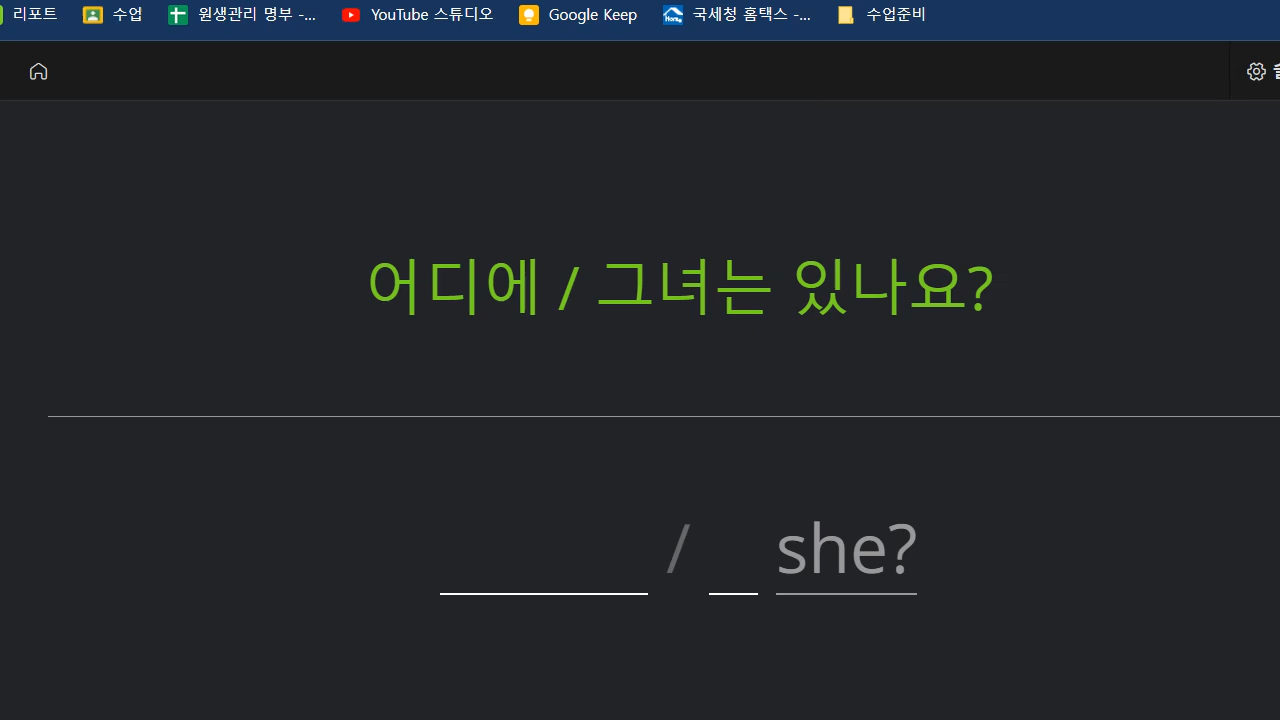 리포트 수업 원생관리 명부 -... YouTube 스튜디오 Google Keep 국세청 홈택스 -... 수업준비
어디에 / 그녀는 있나요?
/ she?